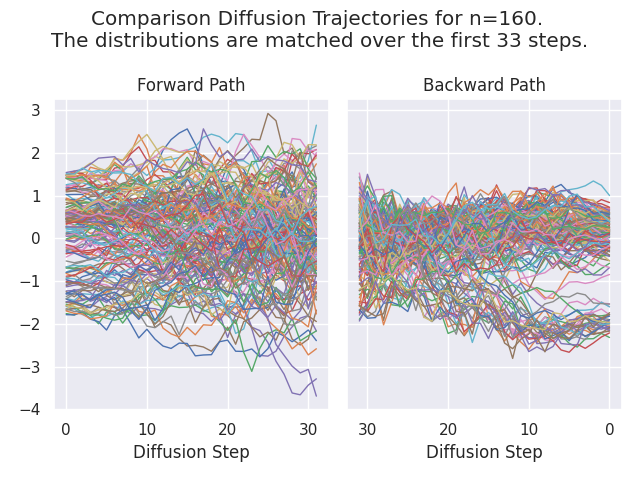 Comparison Diffusion Trajectories for n=160.
The distributions are matched over the first 33 steps.
Forward Path
Backward Path
3
2
1
0
−1
−2
−3
−4
0
10
20
30
30
20
10
0
Diffusion Step
Diffusion Step